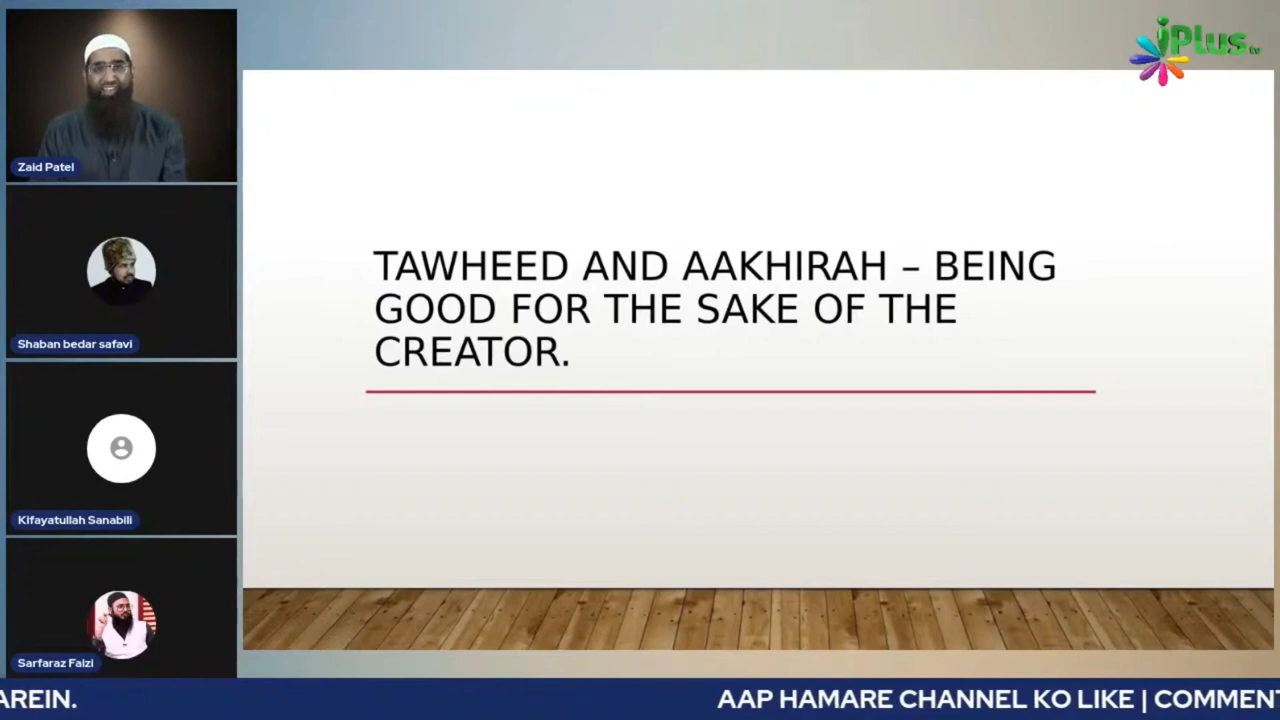 iPlus tv
Zaid Patel
TAWHEED AND AAKHIRAH – BEING
GOOD FOR THE SAKE OF THE
CREATOR.
Shaban bedar safavi
Kifayatullah Sanabili
Sarfaraz Faizi
AREIN. AAP HAMARE CHANNEL KO LIKE | COMMENT